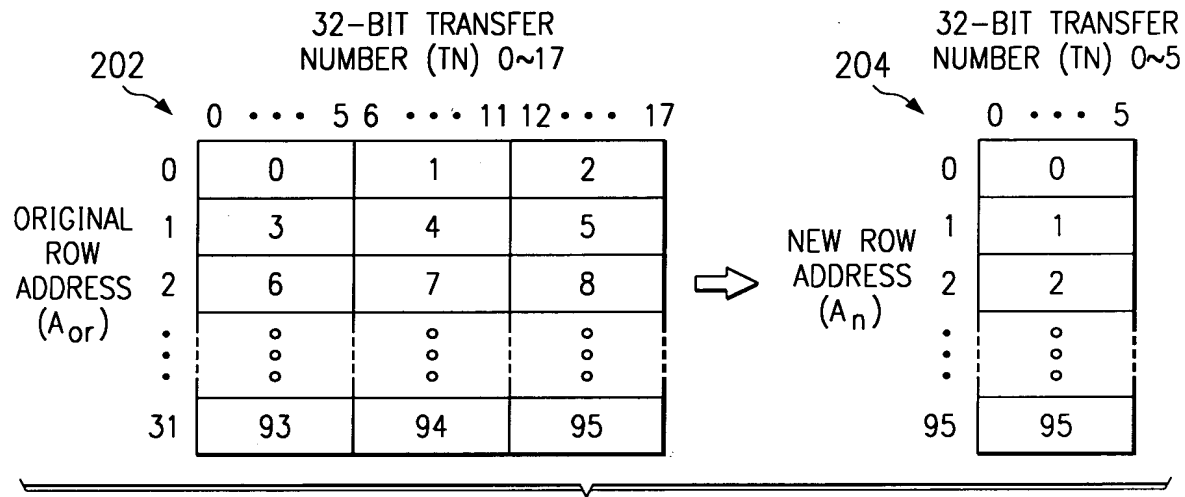 32-BIT TRANSFER
NUMBER (TN) 0~17
32-BIT TRANSFER
NUMBER (TN) 0~5
202
204
0 • • • 5 6 • • • 11 12 • • • 17
0 • • • 5
0 0 1 2
0 0
ORIGINAL
ROW
ADDRESS
(Aor)
1 3 4 5
2 6 7 8
NEW ROW
ADDRESS
(An)
1 1
2 2
31 93 94 95
95 95